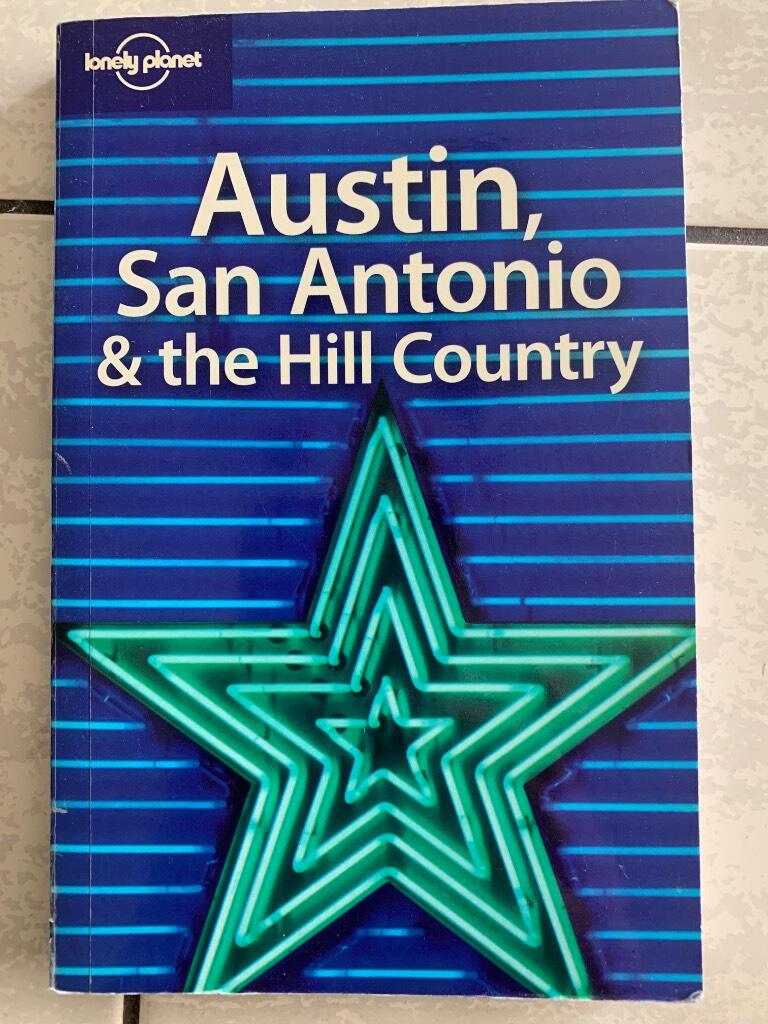 lonely planet
Austin,
San Antonio
& the Hill Country